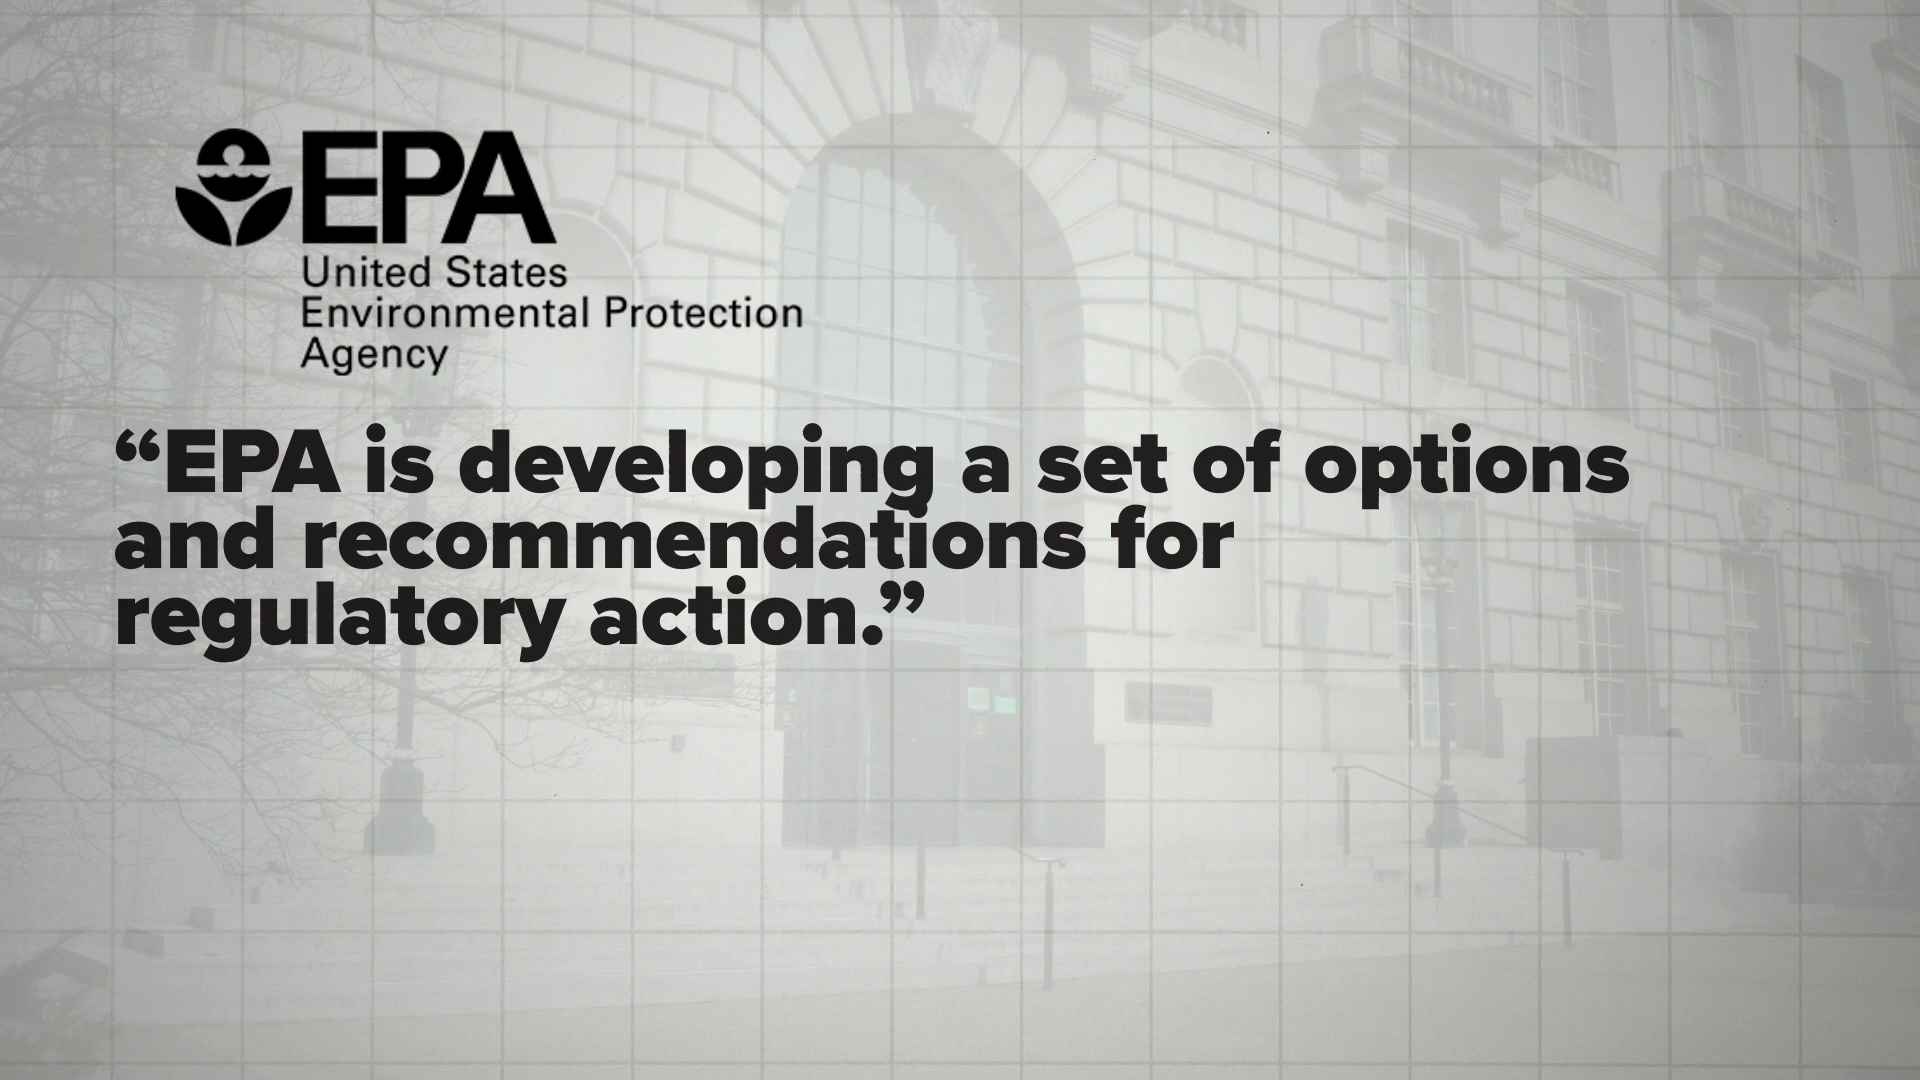 EPA
United States
Environmental Protection
Agency
“EPA is developing a set of options
and recommendations for
regulatory action.”